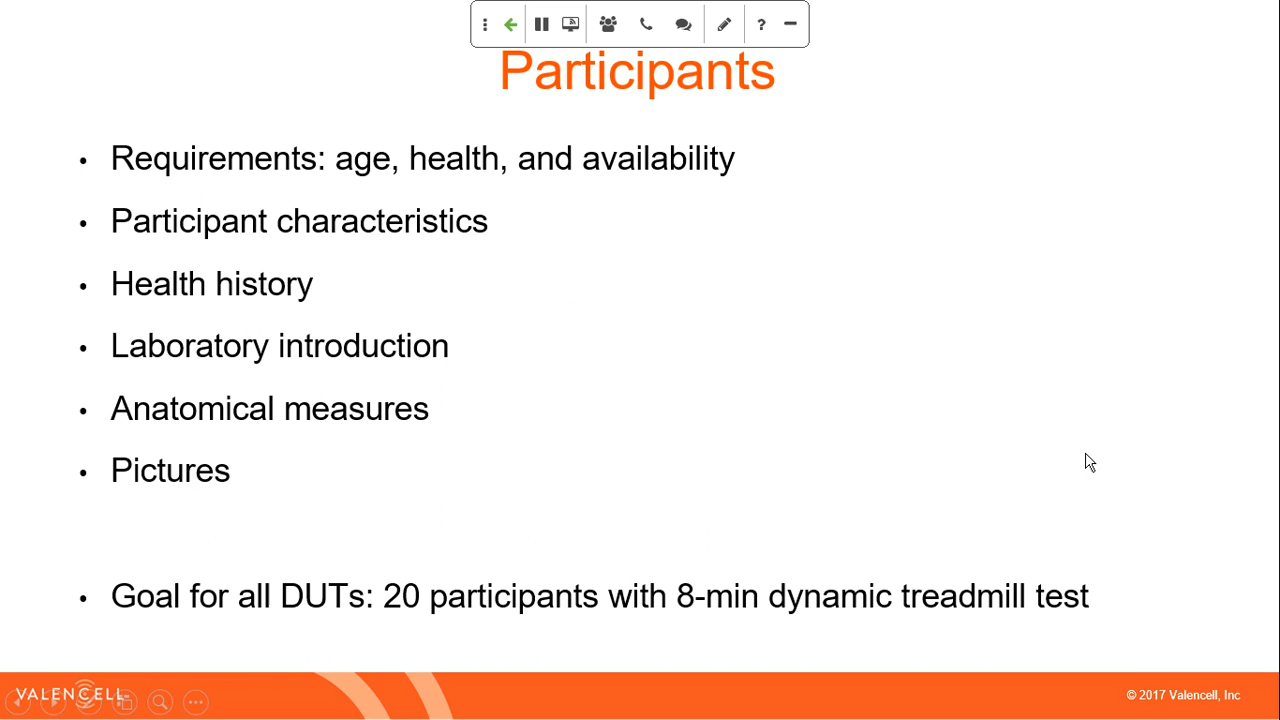 Participants
• Requirements: age, health, and availability
• Participant characteristics
• Health history
• Laboratory introduction
• Anatomical measures
• Pictures
• Goal for all DUTs: 20 participants with 8-min dynamic treadmill test
VALENCELL
© 2017 Valencell, Inc